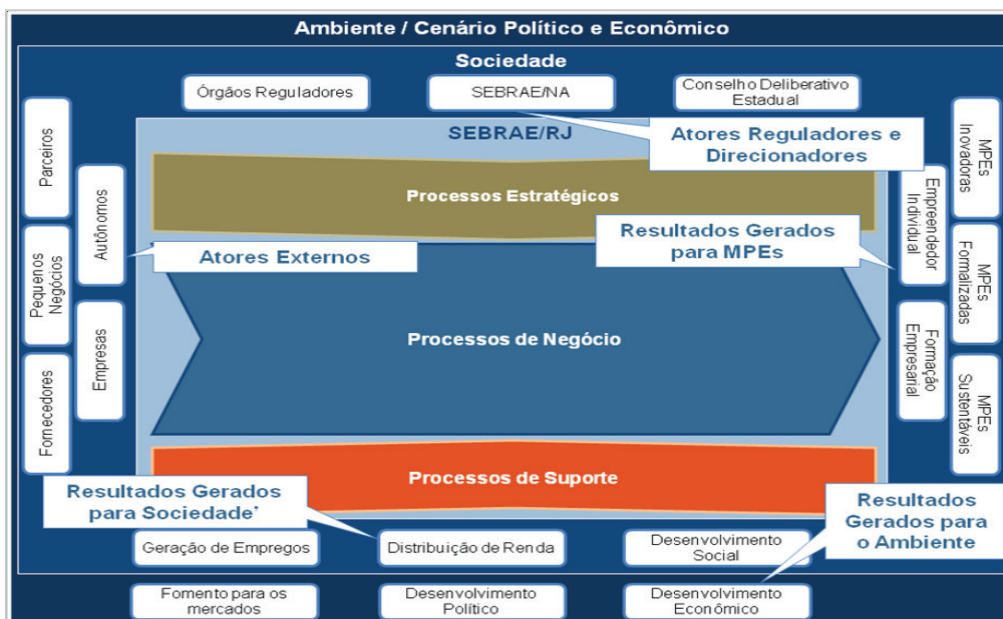 Ambiente / Cenário Político e Econômico
Sociedade
Órgãos Reguladores
SEBRAE/NA
Conselho Deliberativo
Estadual
SEBRAE/RJ
Atores Reguladores e
Direcionadores
Parceiros
Pequenos
Negócios
Fornecedores
Autônomos
Empresas
Atores Externos
Processos Estratégicos
Resultados Gerados
para MPEs
Processos de Negócio
Processos de Suporte
Empreendedor
Individual
Formação
Empresarial
MPEs
Inovadoras
MPEs
Formalizadas
MPEs
Sustentáveis
Resultados Gerados
para Sociedade’
Resultados
Gerados para
o Ambiente
Geração de Empregos
Distribuição de Renda
Desenvolvimento
Social
Fomento para os
mercados
Desenvolvimento
Político
Desenvolvimento
Econômico